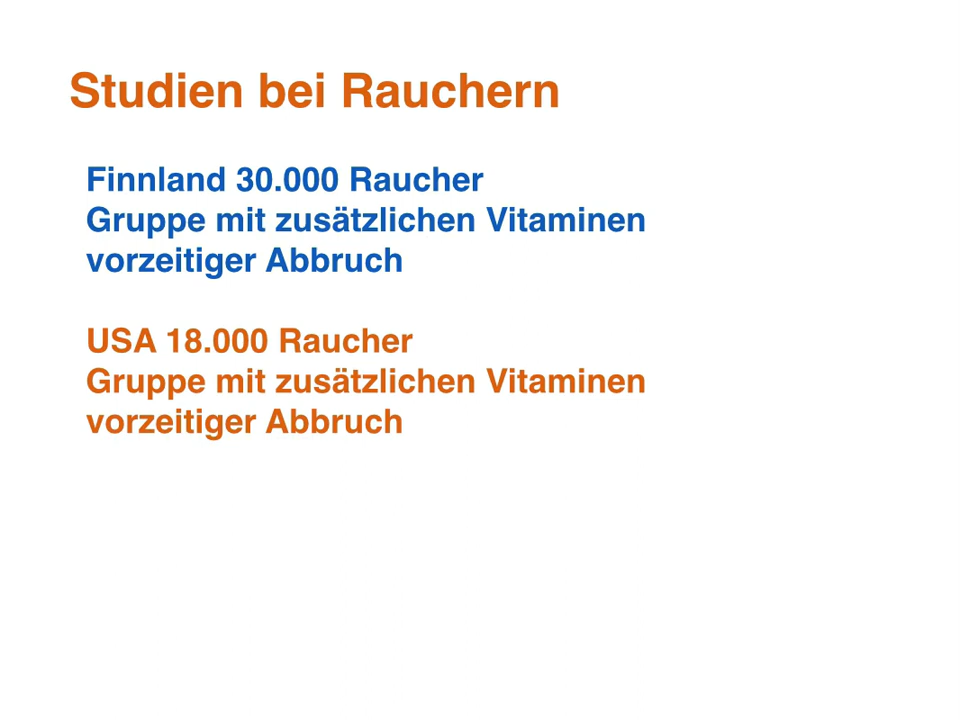 Studien bei Rauchern
Finnland 30.000 Raucher
Gruppe mit zusätzlichen Vitaminen
vorzeitiger Abbruch
USA 18.000 Raucher
Gruppe mit zusätzlichen Vitaminen
vorzeitiger Abbruch